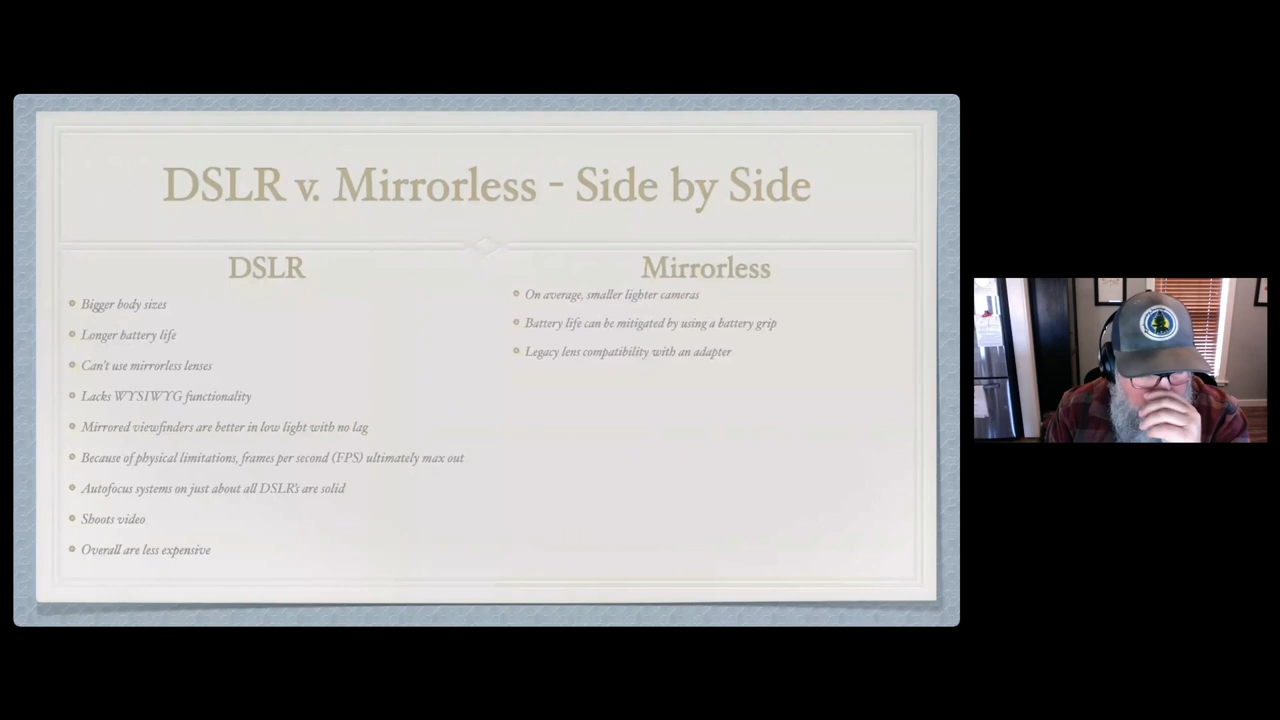 DSLR v. Mirrorless - Side by Side
DSLR
Bigger body sizes
Longer battery life
Can't use mirrorless lenses
Lacks WYSIWYG functionality
Mirrored viewfinders are better in low light with no lag
Because of physical limitations, frames per second (FPS) ultimately max out
Autofocus systems on just about all DSLR's are solid
Shoots video
Overall are less expensive
Mirrorless
On average, smaller lighter cameras
Battery life can be mitigated by using a battery grip
Legacy lens compatibility with an adapter